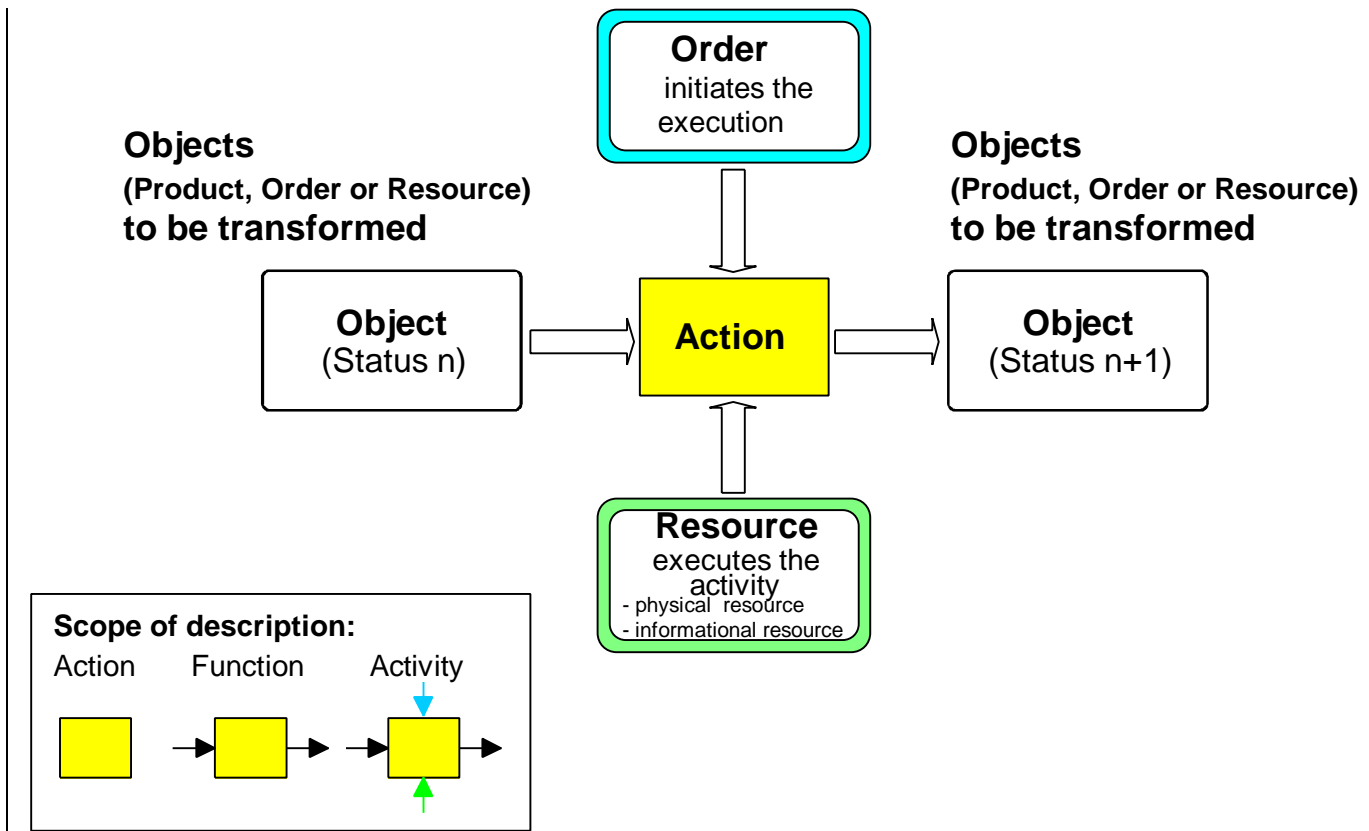 Order
initiates the
execution
Objects
(Product, Order or Resource)
to be transformed
Objects
(Product, Order or Resource)
to be transformed
Object
(Status n)
Action
Object
(Status n+1)
Resource
executes the
activity
- physical resource
- informational resource
Scope of description:
Action Function Activity